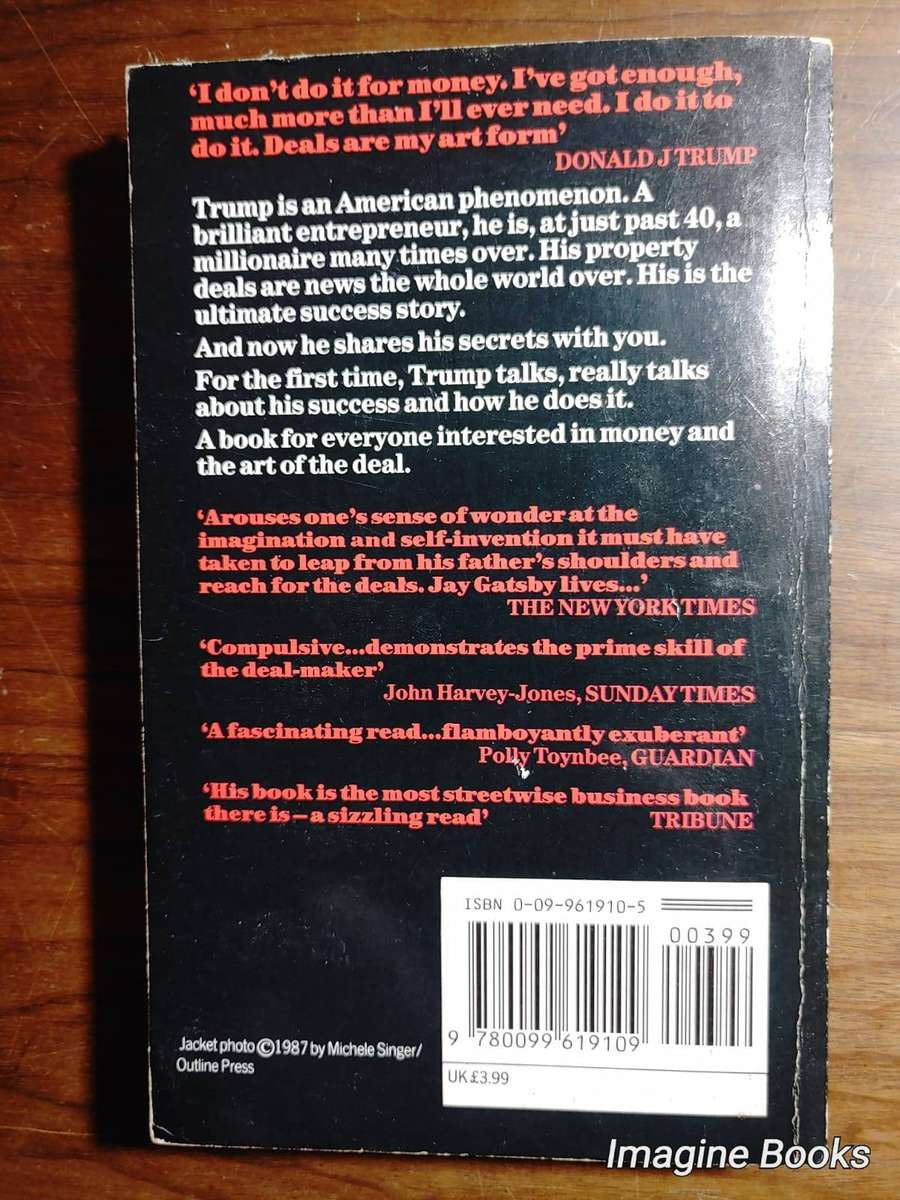 ‘I don’t do it for money. I’ve got enough,
much more than I’ll ever need. I do it to
do it. Deals are my art form’
DONALD J TRUMP
Trump is an American phenomenon. A
brilliant entrepreneur, he is, at just past 40, a
millionaire many times over. His property
deals are news the whole world over. His is the
ultimate success story.
And now he shares his secrets with you.
For the first time, Trump talks, really talks
about his success and how he does it.
A book for everyone interested in money and
the art of the deal.
‘Arouses one’s sense of wonder at the
imagination and self-invention it must have
taken to leap from his father’s shoulders and
reach for the deals. Jay Gatsby lives...’
THE NEW YORK TIMES
‘Compulsive...demonstrates the prime skill of
the deal-maker’
John Harvey-Jones, SUNDAY TIMES
‘A fascinating read...flamboyantly exuberant’
Polly Toynbee, GUARDIAN
‘His book is the most streetwise business book
there is – a sizzling read’ TRIBUNE
ISBN 0-09-961910-5
00399
9 780099 619109
UK £3.99
Jacket photo ©1987 by Michele Singer/
Outline Press
Imagine Books